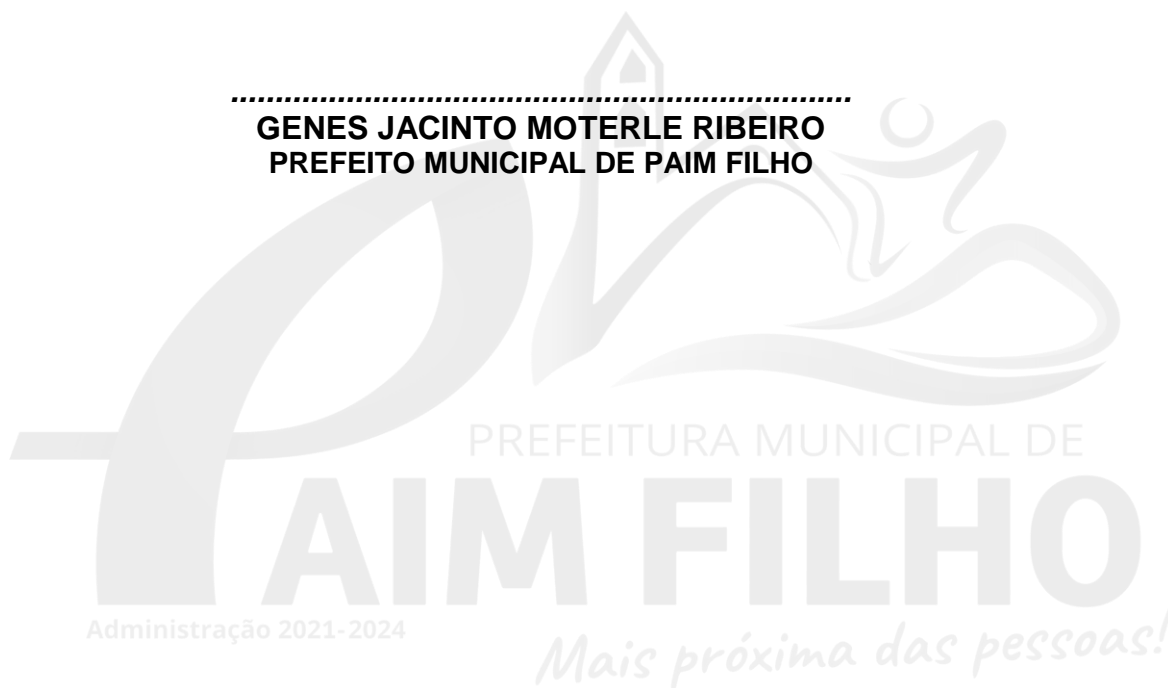 ......................................................................
GENES JACINTO MOTERLE RIBEIRO
PREFEITO MUNICIPAL DE PAIM FILHO
PREFEITURA MUNICIPAL DE
PAIM FILHO
Administração 2021-2024
Mais próxima das pessoas!